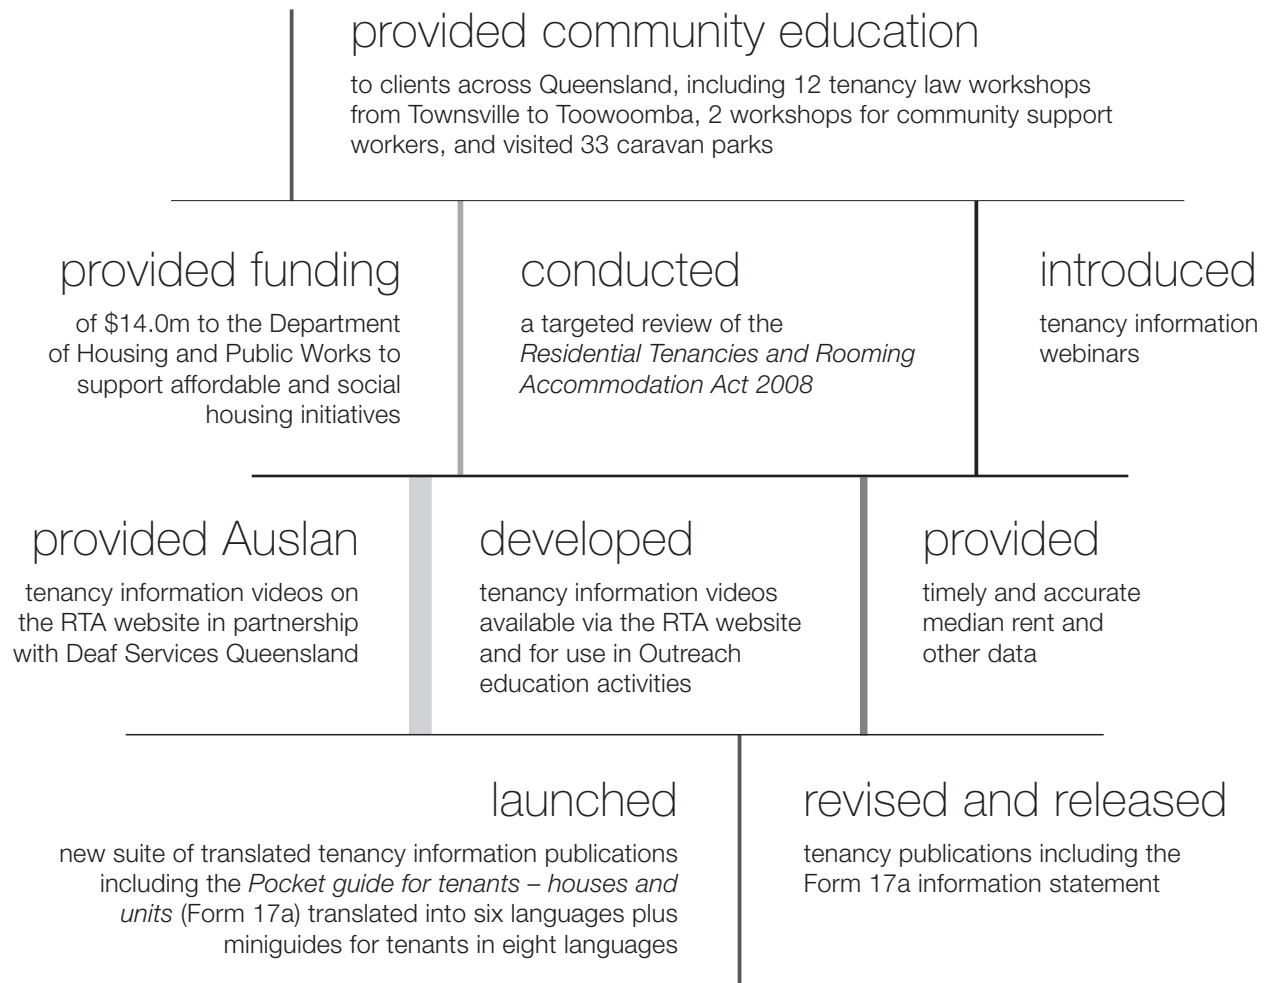 provided community education
to clients across Queensland, including 12 tenancy law workshops
from Townsville to Toowoomba, 2 workshops for community support
workers, and visited 33 caravan parks
provided funding
of $14.0m to the Department
of Housing and Public Works to
support affordable and social
housing initiatives
conducted
a targeted review of the
Residential Tenancies and Rooming
Accommodation Act 2008
introduced
tenancy information
webinars
provided Auslan
tenancy information videos on
the RTA website in partnership
with Deaf Services Queensland
developed
tenancy information videos
available via the RTA website
and for use in Outreach
education activities
provided
timely and accurate
median rent and
other data
launched
new suite of translated tenancy information publications
including the Pocket guide for tenants – houses and
units (Form 17a) translated into six languages plus
miniguides for tenants in eight languages
revised and released
tenancy publications including the
Form 17a information statement